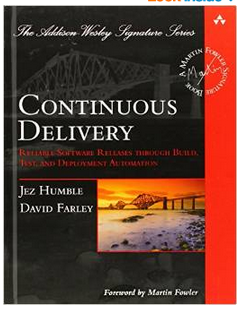 The Addison Wesley Signature Series
A MARTIN FOWLER SIGNATURE BOOK
CONTINUOUS
DELIVERY
RELIABLE SOFTWARE RELEASES THROUGH BUILD,
TEST, AND DEPLOYMENT AUTOMATION
JEZ HUMBLE
DAVID FARLEY
Foreword by Martin Fowler